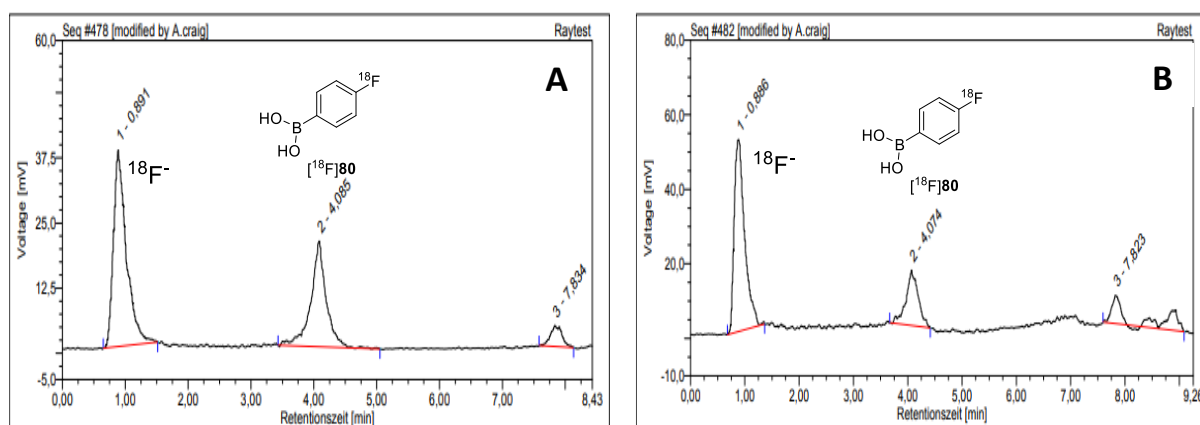 Seq #478 [modified by A.craig] Raytest
60,0
37,5
25,0
12,5
-5,0
Voltage [mV]
A
1 - 0,891
¹⁸F⁻
¹⁸F
HO
B
OH
[¹⁸F]80
2 - 4,085
3 - 7,834
0,00 1,00 2,00 3,00 4,00 5,00 6,00 7,00 8,43
Retentionszeit [min]
Seq #482 [modified by A.craig] Raytest
80,0
60,0
40,0
20,0
-10,0
Voltage [mV]
B
1 - 0,886
¹⁸F⁻
¹⁸F
HO
B
OH
[¹⁸F]80
2 - 4,074
3 - 7,823
0,00 1,00 2,00 3,00 4,00 5,00 6,00 7,00 8,00 9,26
Retentionszeit [min]